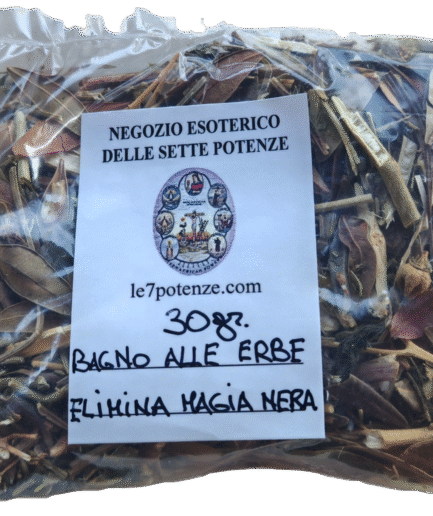 NEGOZIO ESOTERICO
DELLE SETTE POTENZE
le7potenze.com
30gr.
BAGNO ALLE ERBE
ELIMINA MAGIA NERA